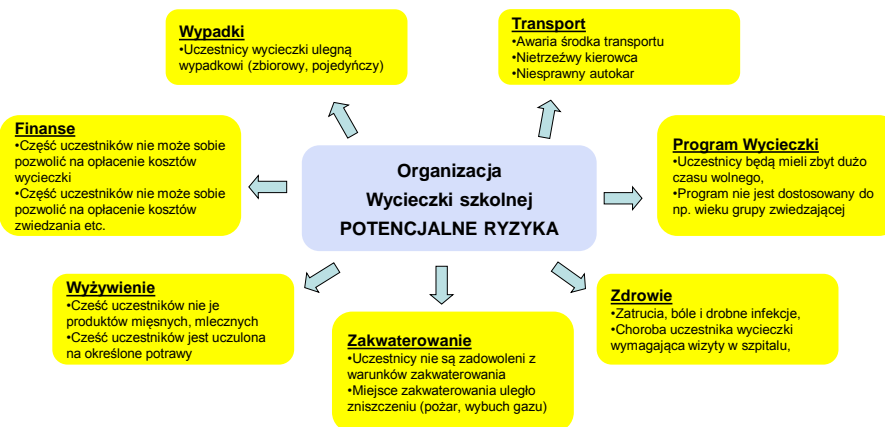 Wypadki
•Uczestnicy wycieczki ulegną
wypadkowi (zbiorowy, pojedyńczy)
Transport
•Awaria środka transportu
•Nietrzeźwy kierowca
•Niesprawny autokar
Finanse
•Część uczestników nie może sobie
pozwolić na opłacenie kosztów
wycieczki
•Część uczestników nie może sobie
pozwolić na opłacenie kosztów
zwiedzania etc.
Organizacja
Wycieczki szkolnej
POTENCJALNE RYZYKA
Program Wycieczki
•Uczestnicy będą mieli zbyt dużo
czasu wolnego,
•Program nie jest dostosowany do
np. wieku grupy zwiedzającej
Wyżywienie
•Cześć uczestników nie je
produktów mięsnych, mlecznych
•Cześć uczestników jest uczulona
na określone potrawy
Zakwaterowanie
•Uczestnicy nie są zadowoleni z
warunków zakwaterowania
•Miejsce zakwaterowania uległo
zniszczeniu (pożar, wybuch gazu)
Zdrowie
•Zatrucia, bóle i drobne infekcje,
•Choroba uczestnika wycieczki
wymagająca wizyty w szpitalu,